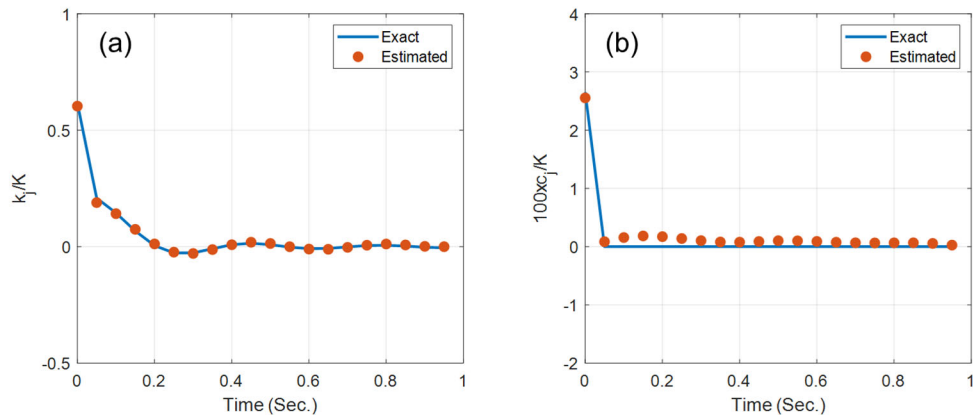 (a)
Exact
Estimated
1
0.5
0
-0.5
k_j/K
0 0.2 0.4 0.6 0.8 1
Time (Sec.)
(b)
Exact
Estimated
4
3
2
1
0
-1
-2
100xc_j/K
0 0.2 0.4 0.6 0.8 1
Time (Sec.)